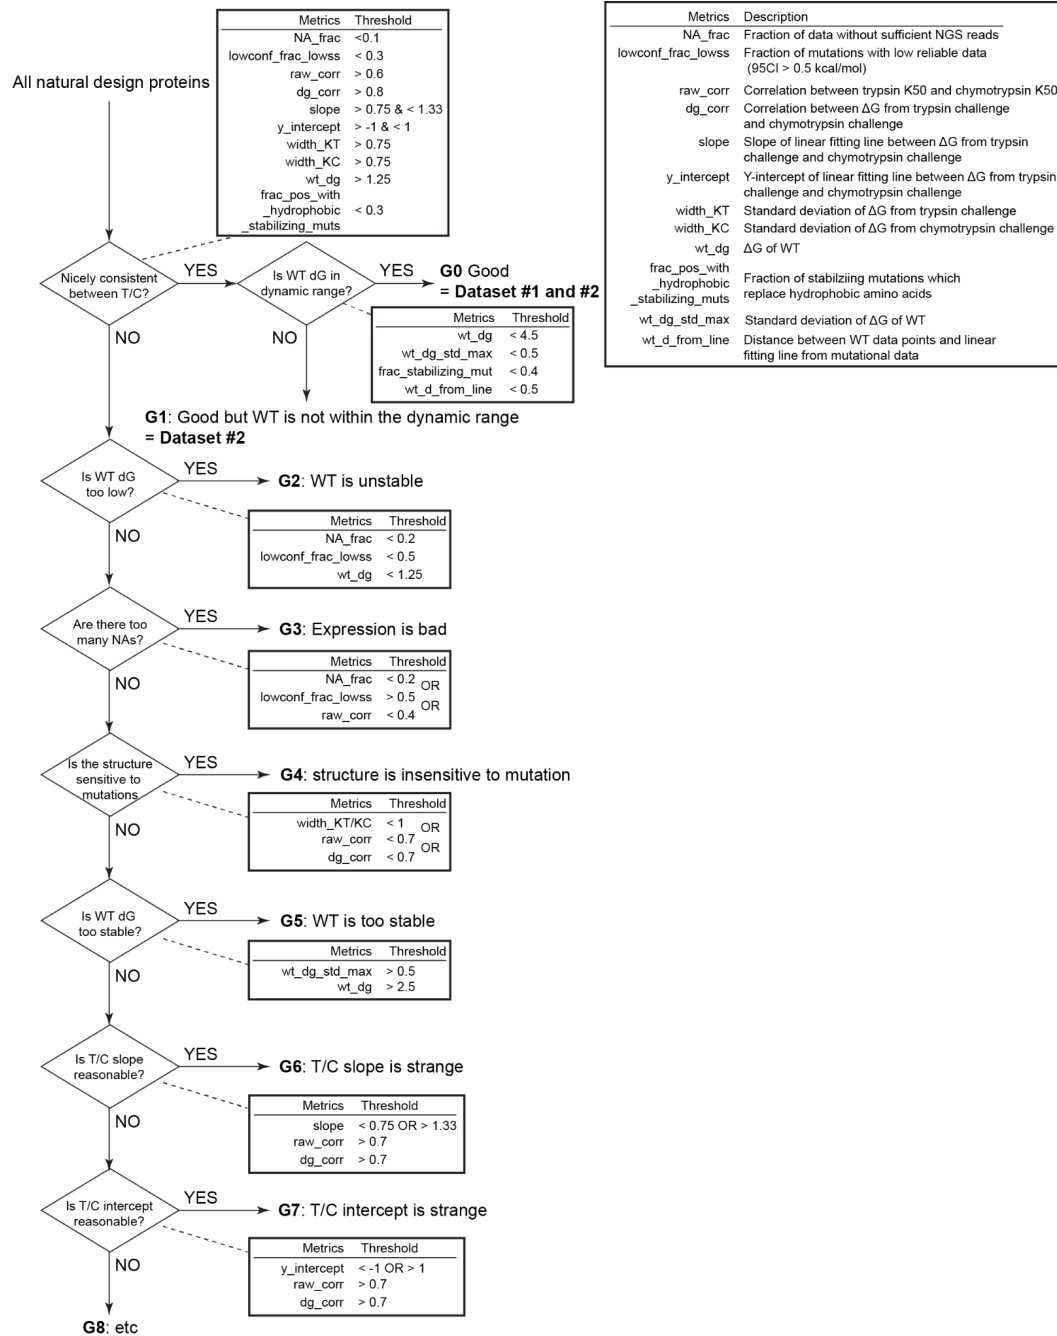 Metrics Threshold
NA_frac <0.1
lowconf_frac_lowss < 0.3
raw_corr > 0.6
dg_corr > 0.8
slope > 0.75 & < 1.33
y_intercept > -1 & < 1
width_KT > 0.75
width_KC > 0.75
wt_dg > 1.25
frac_pos_with
_hydrophobic < 0.3
_stabilizing_muts
Metrics Description
NA_frac Fraction of data without sufficient NGS reads
lowconf_frac_lowss Fraction of mutations with low reliable data
(95CI > 0.5 kcal/mol)
raw_corr Correlation between trypsin K50 and chymotrypsin K50
dg_corr Correlation between ΔG from trypsin challenge
and chymotrypsin challenge
slope Slope of linear fitting line between ΔG from trypsin
challenge and chymotrypsin challenge
y_intercept Y-intercept of linear fitting line between ΔG from trypsin
challenge and chymotrypsin challenge
width_KT Standard deviation of ΔG from trypsin challenge
width_KC Standard deviation of ΔG from chymotrypsin challenge
wt_dg ΔG of WT
frac_pos_with
_hydrophobic
_stabilizing_muts
Fraction of stabilziing mutations which
replace hydrophobic amino acids
wt_dg_std_max Standard deviation of ΔG of WT
wt_d_from_line Distance between WT data points and linear
fitting line from mutational data
All natural design proteins
Nicely consistent
between T/C?
YES
NO
Is WT dG in
dynamic range?
YES
NO
G0 Good
= Dataset #1 and #2
Metrics Threshold
wt_dg < 4.5
wt_dg_std_max < 0.5
frac_stabilizing_mut < 0.4
wt_d_from_line < 0.5
G1: Good but WT is not within the dynamic range
= Dataset #2
Is WT dG
too low?
YES
NO
G2: WT is unstable
Metrics Threshold
NA_frac < 0.2
lowconf_frac_lowss < 0.5
wt_dg < 1.25
Are there too
many NAs?
YES
NO
G3: Expression is bad
Metrics Threshold
NA_frac < 0.2
OR
lowconf_frac_lowss > 0.5
OR
raw_corr < 0.4
Is the structure
sensitive to
mutations
YES
NO
G4: structure is insensitive to mutation
Metrics Threshold
width_KT/KC < 1
OR
raw_corr < 0.7
OR
dg_corr < 0.7
Is WT dG
too stable?
YES
NO
G5: WT is too stable
Metrics Threshold
wt_dg_std_max > 0.5
wt_dg > 2.5
Is T/C slope
reasonable?
YES
NO
G6: T/C slope is strange
Metrics Threshold
slope < 0.75 OR > 1.33
raw_corr > 0.7
dg_corr > 0.7
Is T/C intercept
reasonable?
YES
NO
G7: T/C intercept is strange
Metrics Threshold
y_intercept < -1 OR > 1
raw_corr > 0.7
dg_corr > 0.7
G8: etc